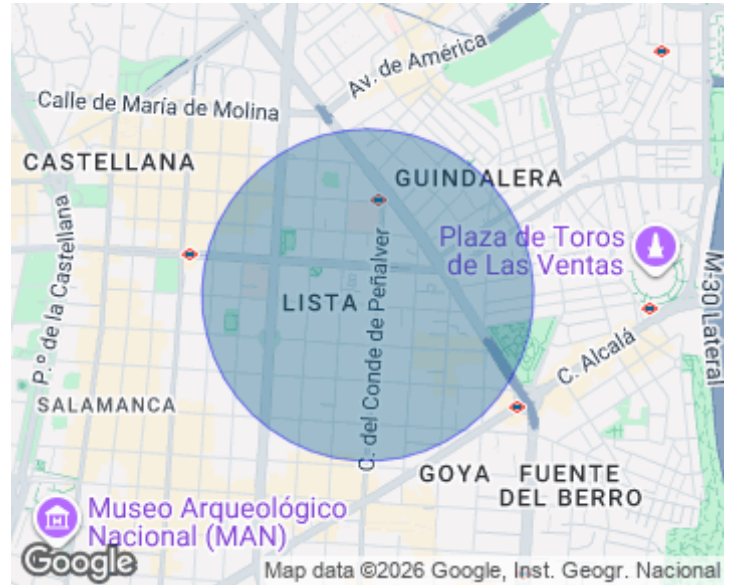 Av. de América
Calle de María de Molina
CASTELLANA
GUINDALERA
Plaza de Toros
de Las Ventas
P.º de la Castellana
C. del Conde de Peñalver
M-30 Lateral
LISTA
C. Alcalá
SALAMANCA
GOYA
FUENTE
DEL BERRO
Museo Arqueológico
Nacional (MAN)
Google
Map data ©2026 Google, Inst. Geogr. Nacional